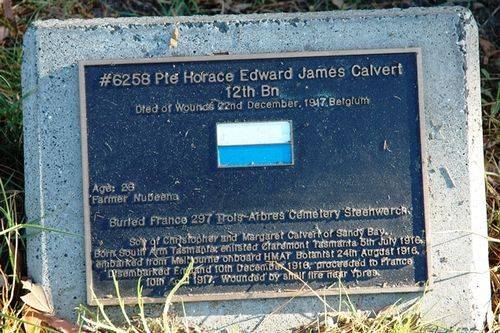 #6258 Pte Horace Edward James Calvert
12th Bn
Died of Wounds 22nd December, 1917, Belgium
Age: 26
Farmer Nubeena
Buried France 297 Trois-Arbres Cemetery Steenwerck.
Son of Christopher and Margaret Calvert of Sandy Bay.
Born South Arm Tasmania, enlisted Claremont Tasmania 5th July 1916,
embarked from Melbourne onboard HMAT Botanist 24th August 1916.
Disembarked England 10th December 1916, proceeded to France
10th 1917. Wounded by shell fire near Ypres.